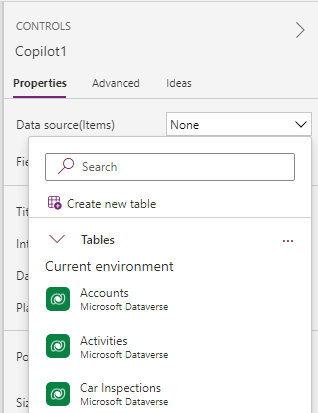 CONTROLS
Copilot1
Properties Advanced Ideas
Data source(Items) None
Fie
Search
Create new table
Tit
Tables
Int
Current environment
Da
Accounts
Microsoft Dataverse
Pla
Activities
Microsoft Dataverse
Po
Car Inspections
Microsoft Dataverse
Siz